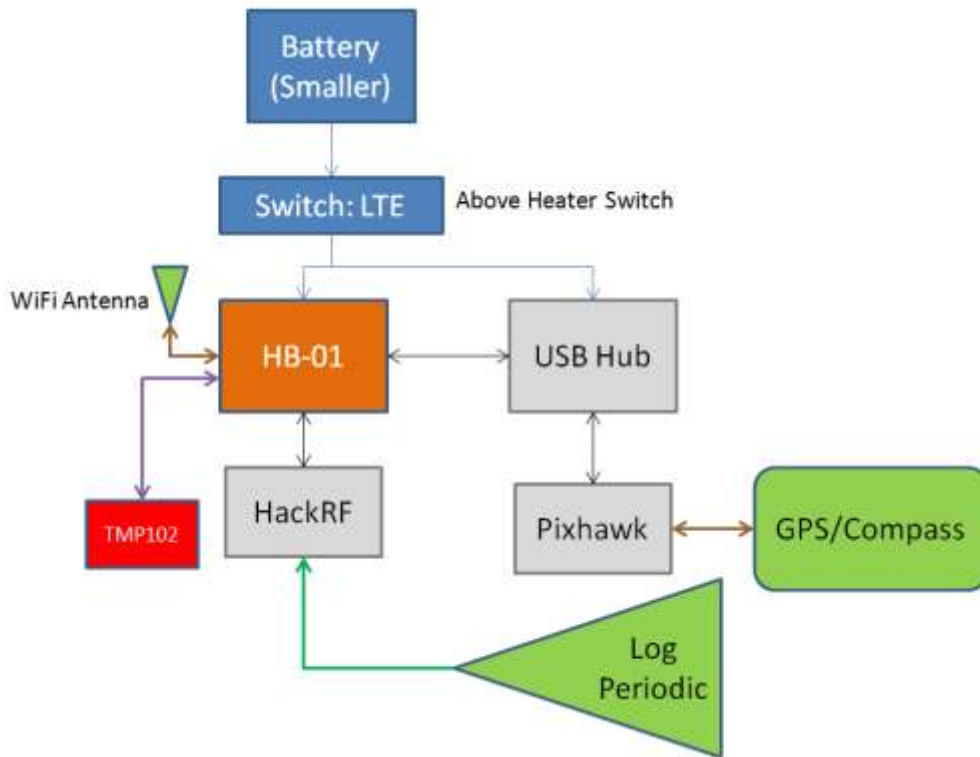 Battery
(Smaller)
Switch: LTE
Above Heater Switch
WiFi Antenna
HB-01
USB Hub
TMP102
HackRF
Pixhawk
GPS/Compass
Log
Periodic